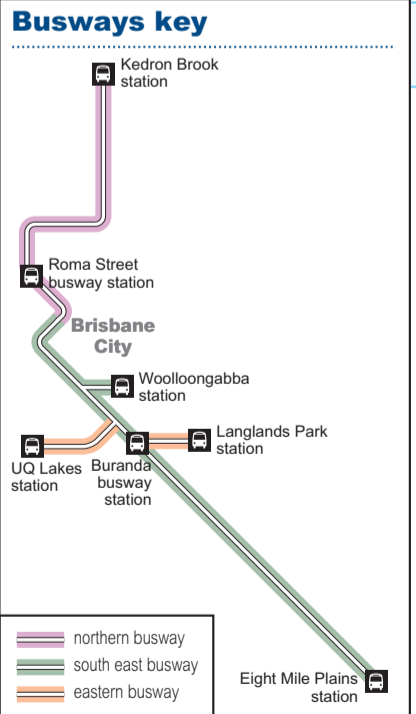 Busways key
Kedron Brook
station
Roma Street
busway station
Brisbane
City
Woolloongabba
station
Langlands Park
station
UQ Lakes
station
Buranda
busway
station
Eight Mile Plains
station
northern busway
south east busway
eastern busway